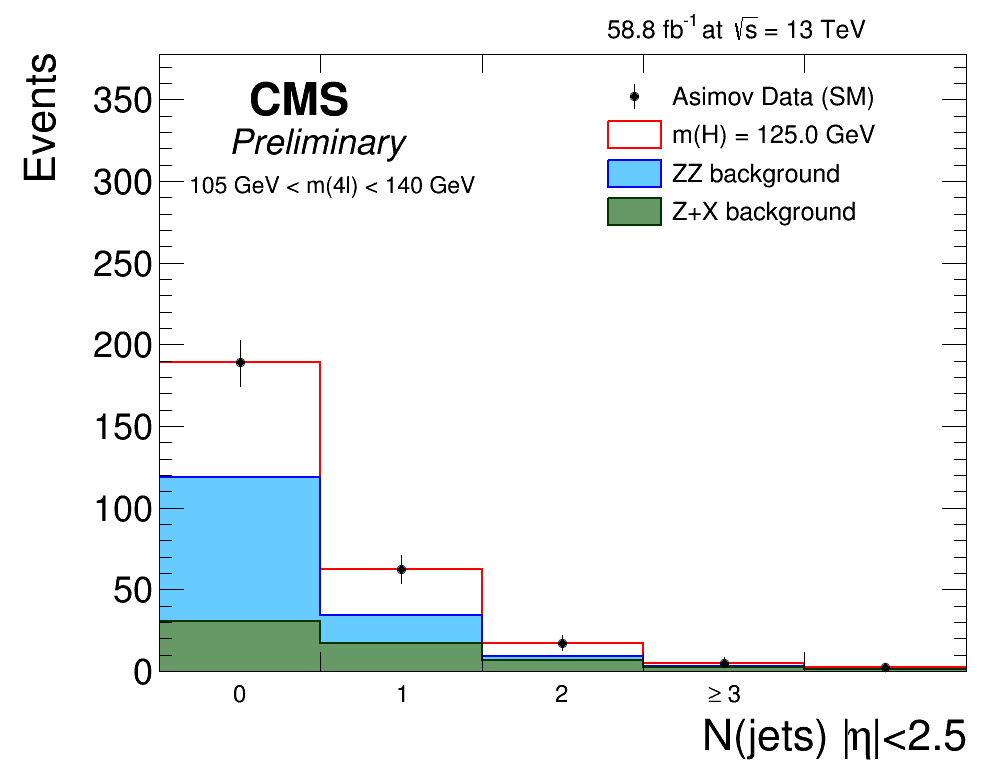 58.8 fb-1 at √s = 13 TeV
Events
CMS
Preliminary
105 GeV < m(4l) < 140 GeV
Asimov Data (SM)
m(H) = 125.0 GeV
ZZ background
Z+X background
350
300
250
200
150
100
50
0
0 1 2 ≥ 3
N(jets) |η|<2.5